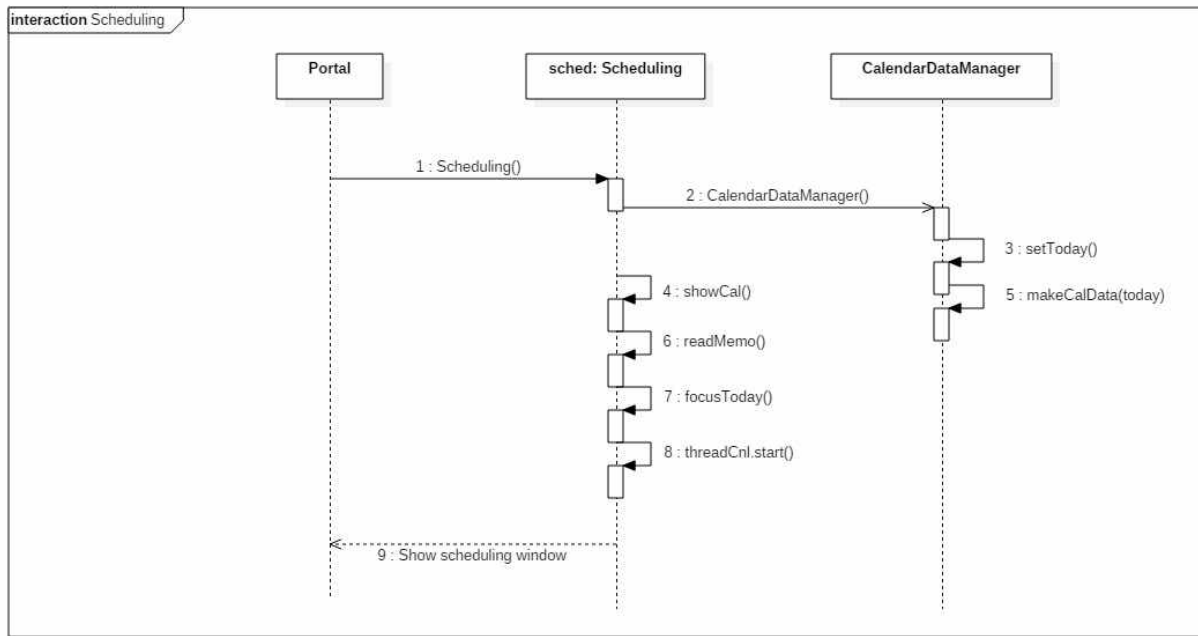 interaction Scheduling
Portal
sched: Scheduling
CalendarDataManager
1 : Scheduling()
2 : CalendarDataManager()
3 : setToday()
4 : showCal()
5 : makeCalData(today)
6 : readMemo()
7 : focusToday()
8 : threadCnl.start()
9 : Show scheduling window